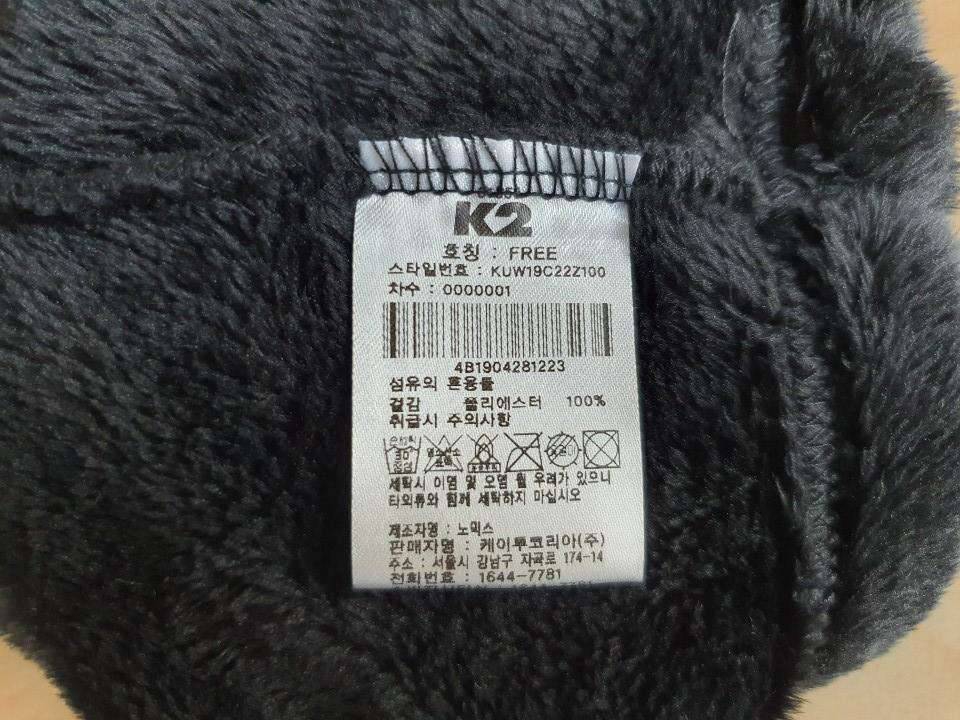 K2
호칭 : FREE
스타일번호 : KUW19C22Z100
차수 : 0000001
4B1904281223
섬유의 혼용률
겉감 폴리에스터 100%
취급시 주의사항
세탁시 이염 및 오염 될 우려가 있으니
타의류와 함께 세탁하지 마십시오
제조자명 : 노믹스
판매자명 : 케이투코리아(주)
주소 : 서울시 강남구 자곡로 174-14
전화번호 : 1644-7781